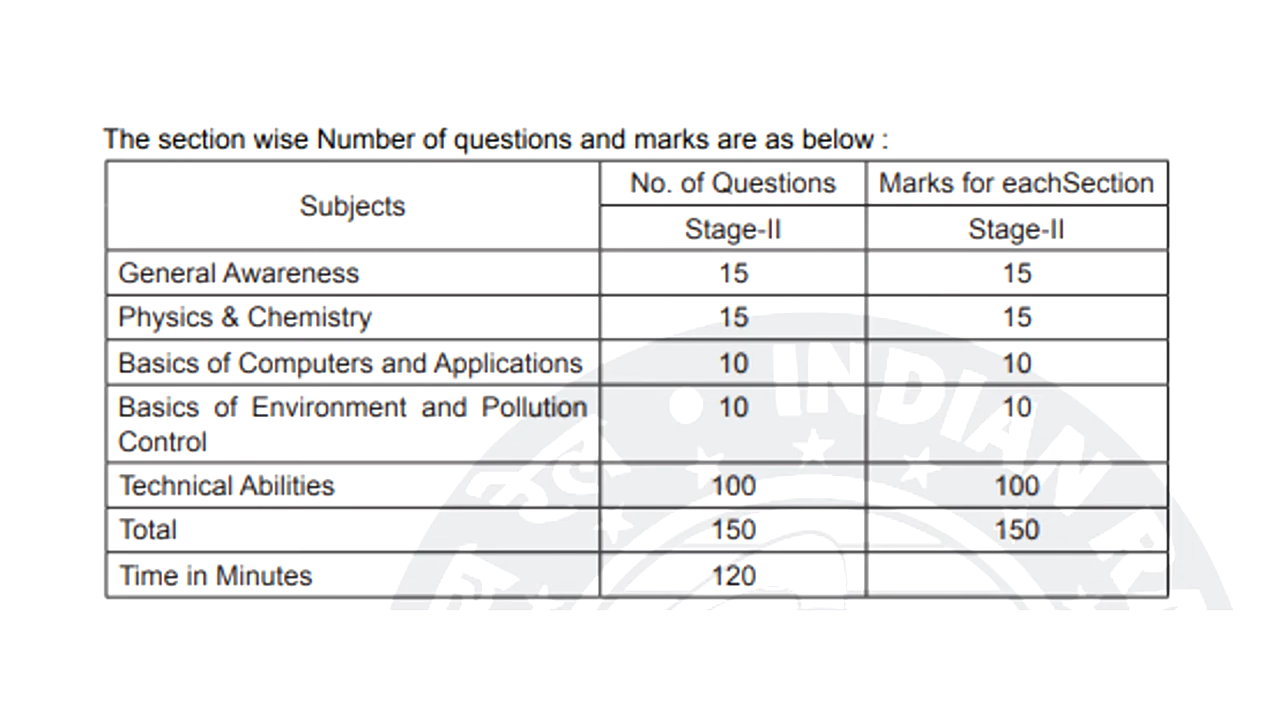 The section wise Number of questions and marks are as below :
Subjects No. of Questions Marks for eachSection
Stage-II Stage-II
General Awareness 15 15
Physics & Chemistry 15 15
Basics of Computers and Applications 10 10
Basics of Environment and Pollution 10 10
Control
Technical Abilities 100 100
Total 150 150
Time in Minutes 120
INDIAN